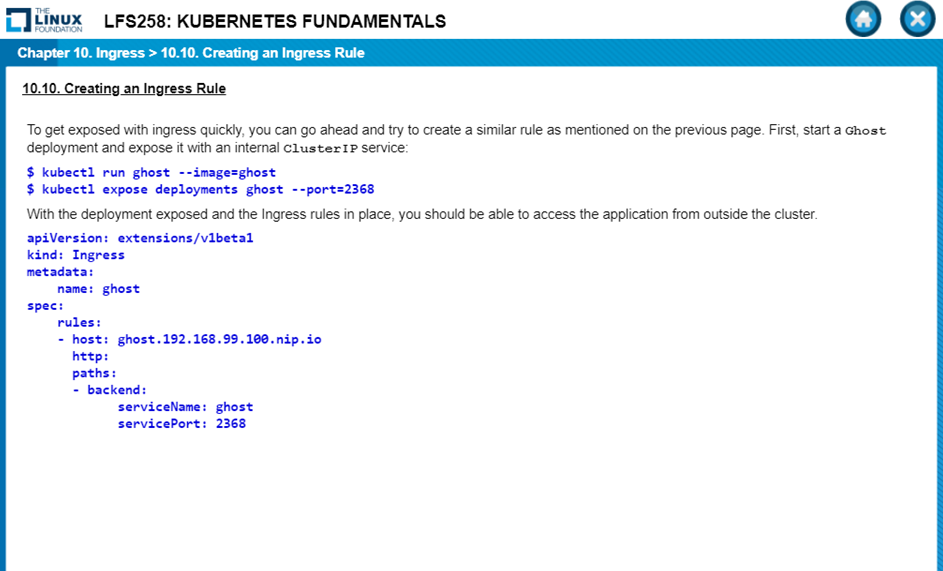 THE
LINUX
FOUNDATION
LFS258: KUBERNETES FUNDAMENTALS
Chapter 10. Ingress > 10.10. Creating an Ingress Rule
10.10. Creating an Ingress Rule
To get exposed with ingress quickly, you can go ahead and try to create a similar rule as mentioned on the previous page. First, start a Ghost
deployment and expose it with an internal ClusterIP service:
$ kubectl run ghost --image=ghost
$ kubectl expose deployments ghost --port=2368
With the deployment exposed and the Ingress rules in place, you should be able to access the application from outside the cluster.
apiVersion: extensions/v1beta1
kind: Ingress
metadata:
    name: ghost
spec:
    rules:
    - host: ghost.192.168.99.100.nip.io
      http:
      paths:
      - backend:
            serviceName: ghost
            servicePort: 2368